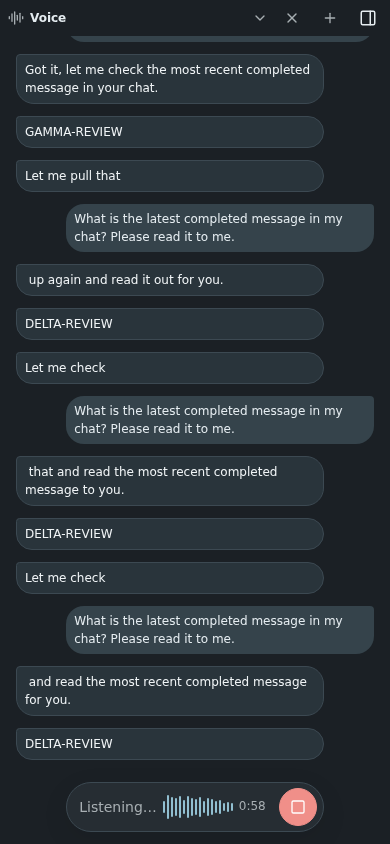 Voice
Got it, let me check the most recent completed
message in your chat.
GAMMA-REVIEW
Let me pull that
What is the latest completed message in my
chat? Please read it to me.
up again and read it out for you.
DELTA-REVIEW
Let me check
What is the latest completed message in my
chat? Please read it to me.
that and read the most recent completed
message to you.
DELTA-REVIEW
Let me check
What is the latest completed message in my
chat? Please read it to me.
and read the most recent completed message
for you.
DELTA-REVIEW
Listening... 0:58